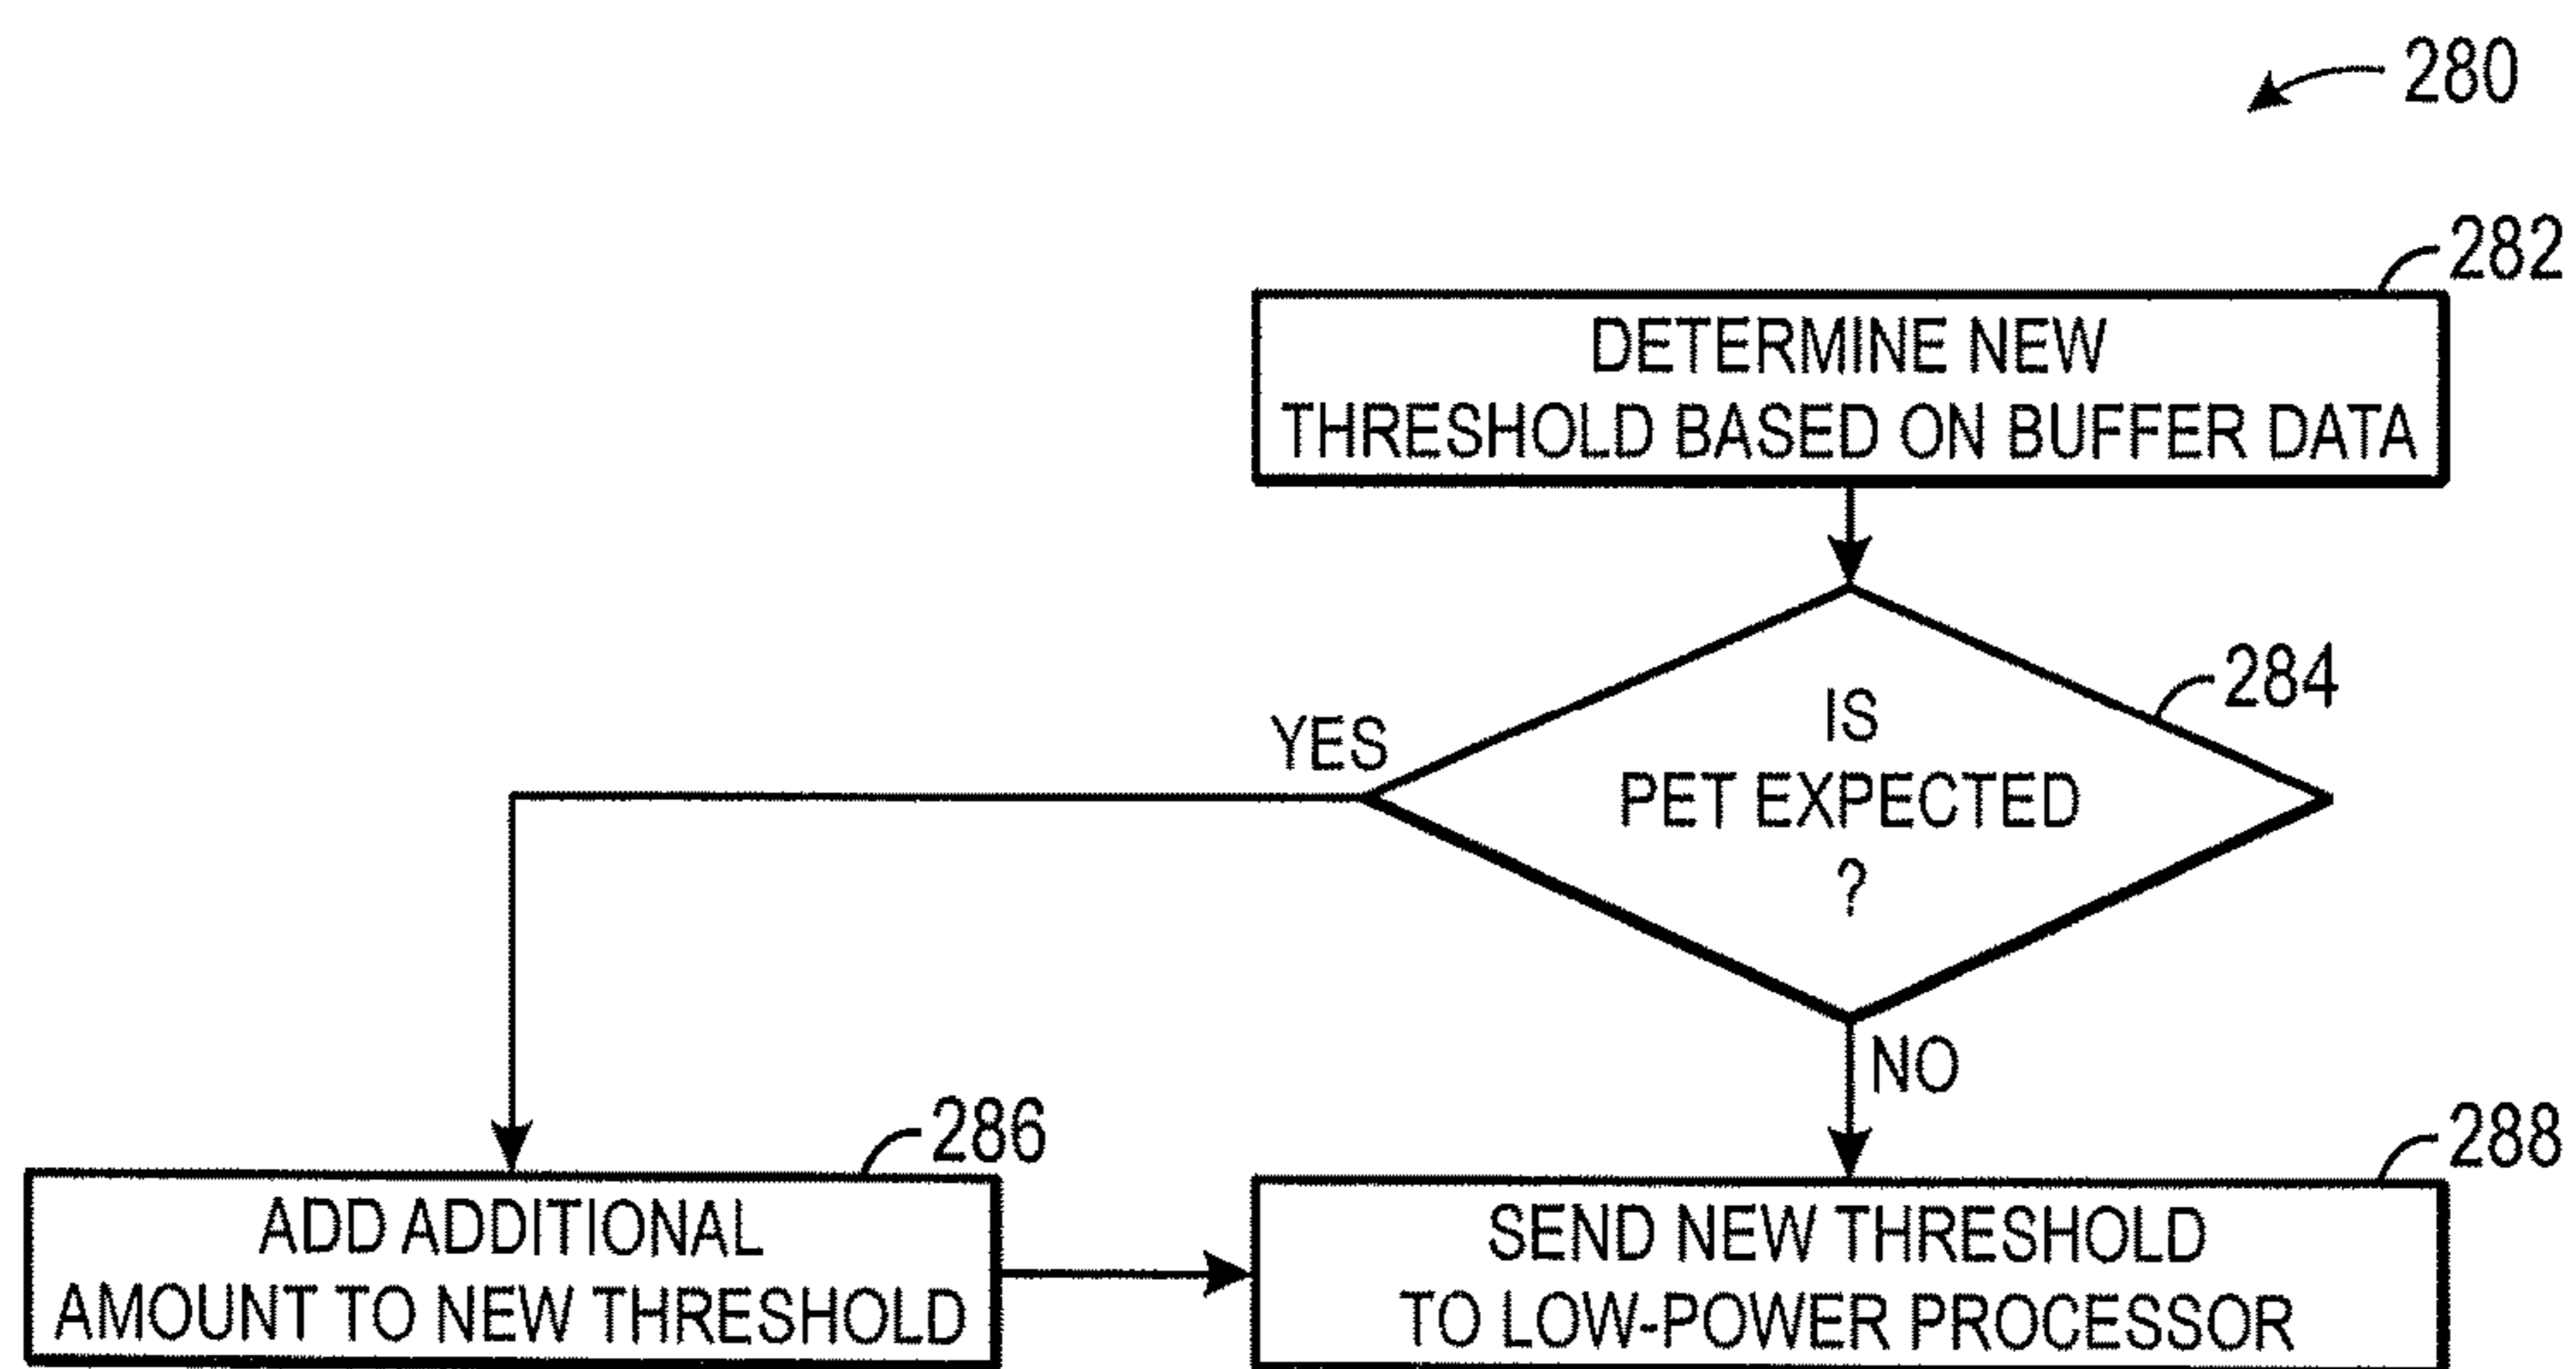 280
282
DETERMINE NEW
THRESHOLD BASED ON BUFFER DATA
284
IS
PET EXPECTED
?
YES
NO
286
ADD ADDITIONAL
AMOUNT TO NEW THRESHOLD
288
SEND NEW THRESHOLD
TO LOW-POWER PROCESSOR